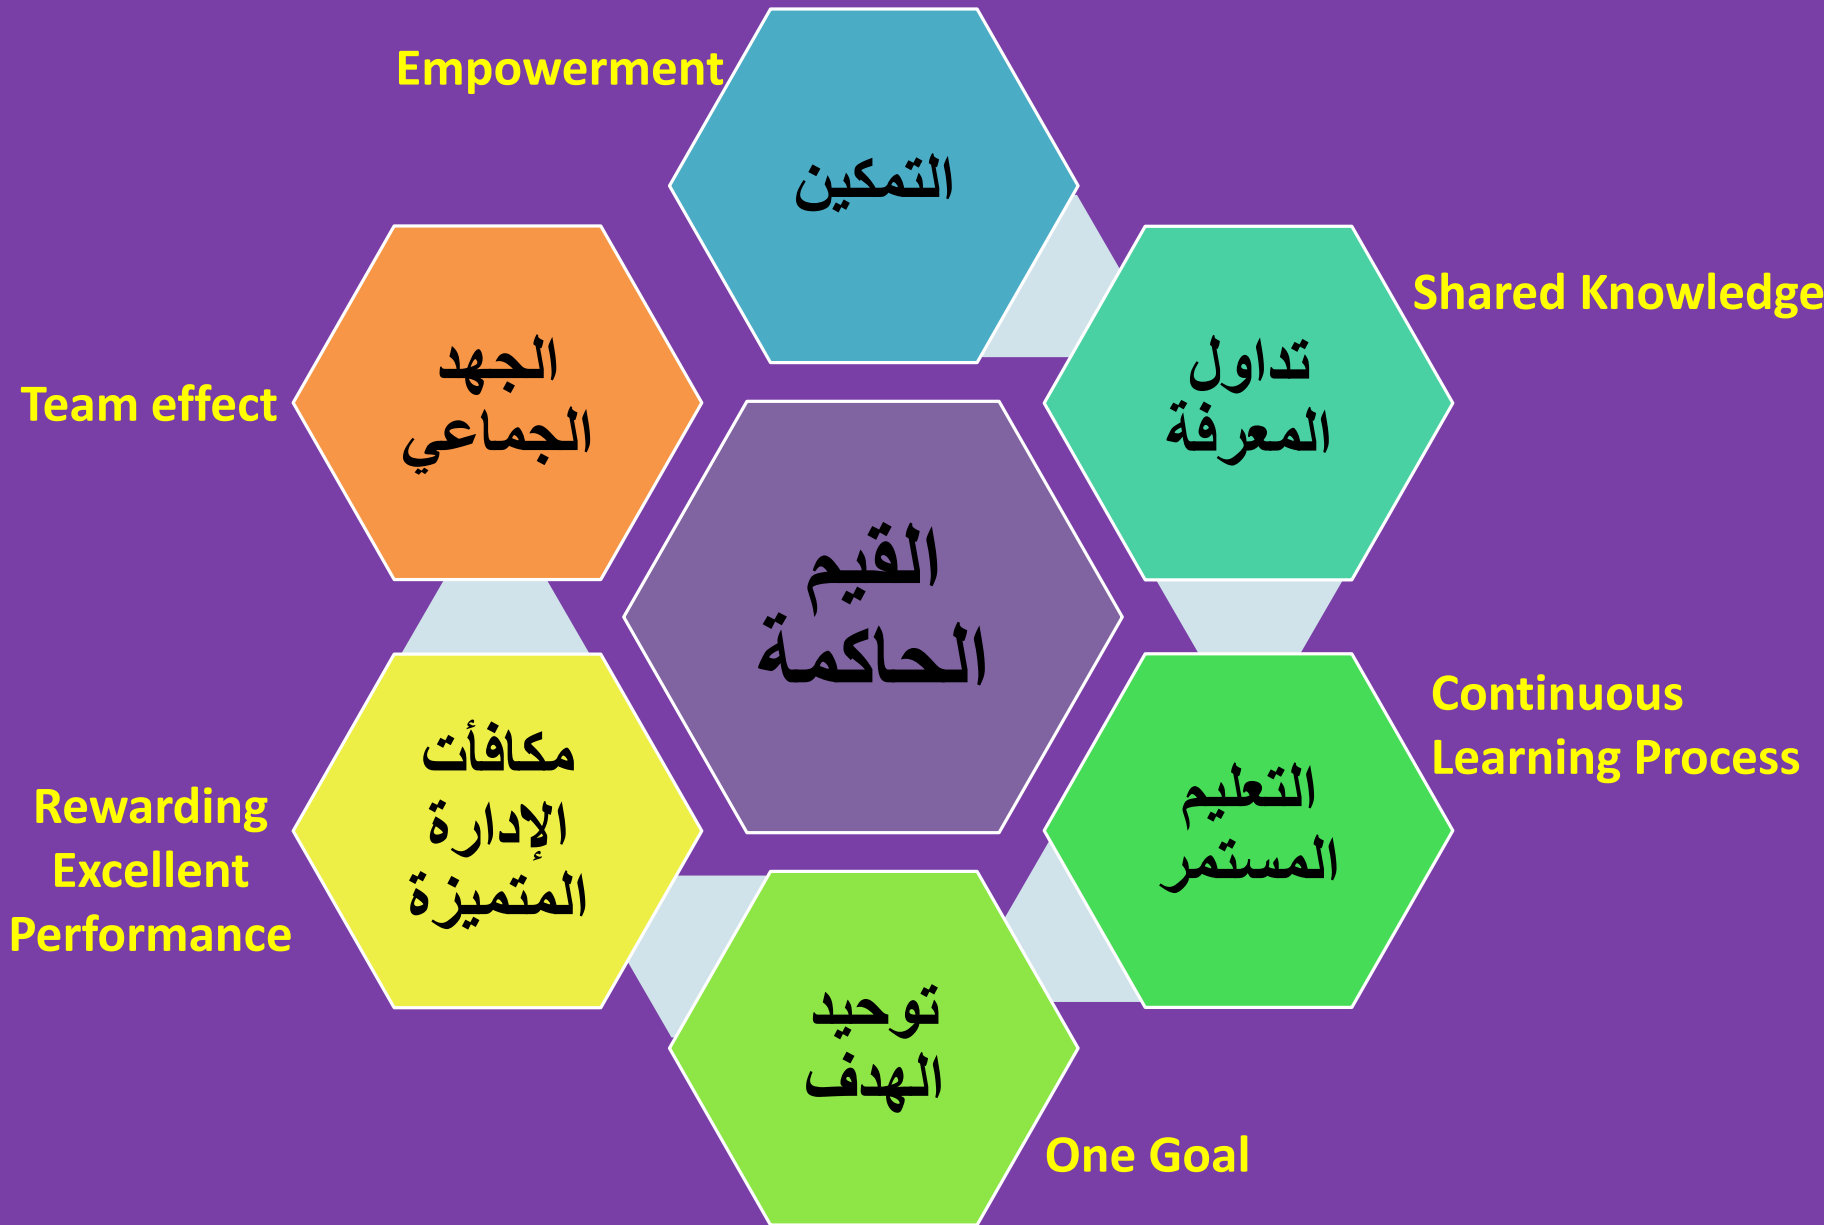 Empowerment
التمكين
Shared Knowledge
تداول
المعرفة
Continuous
Learning Process
التعليم
المستمر
One Goal
توحيد
الهدف
Rewarding
Excellent
Performance
مكافأت
الإدارة
المتميزة
Team effect
الجهد
الجماعي
القيم
الحاكمة